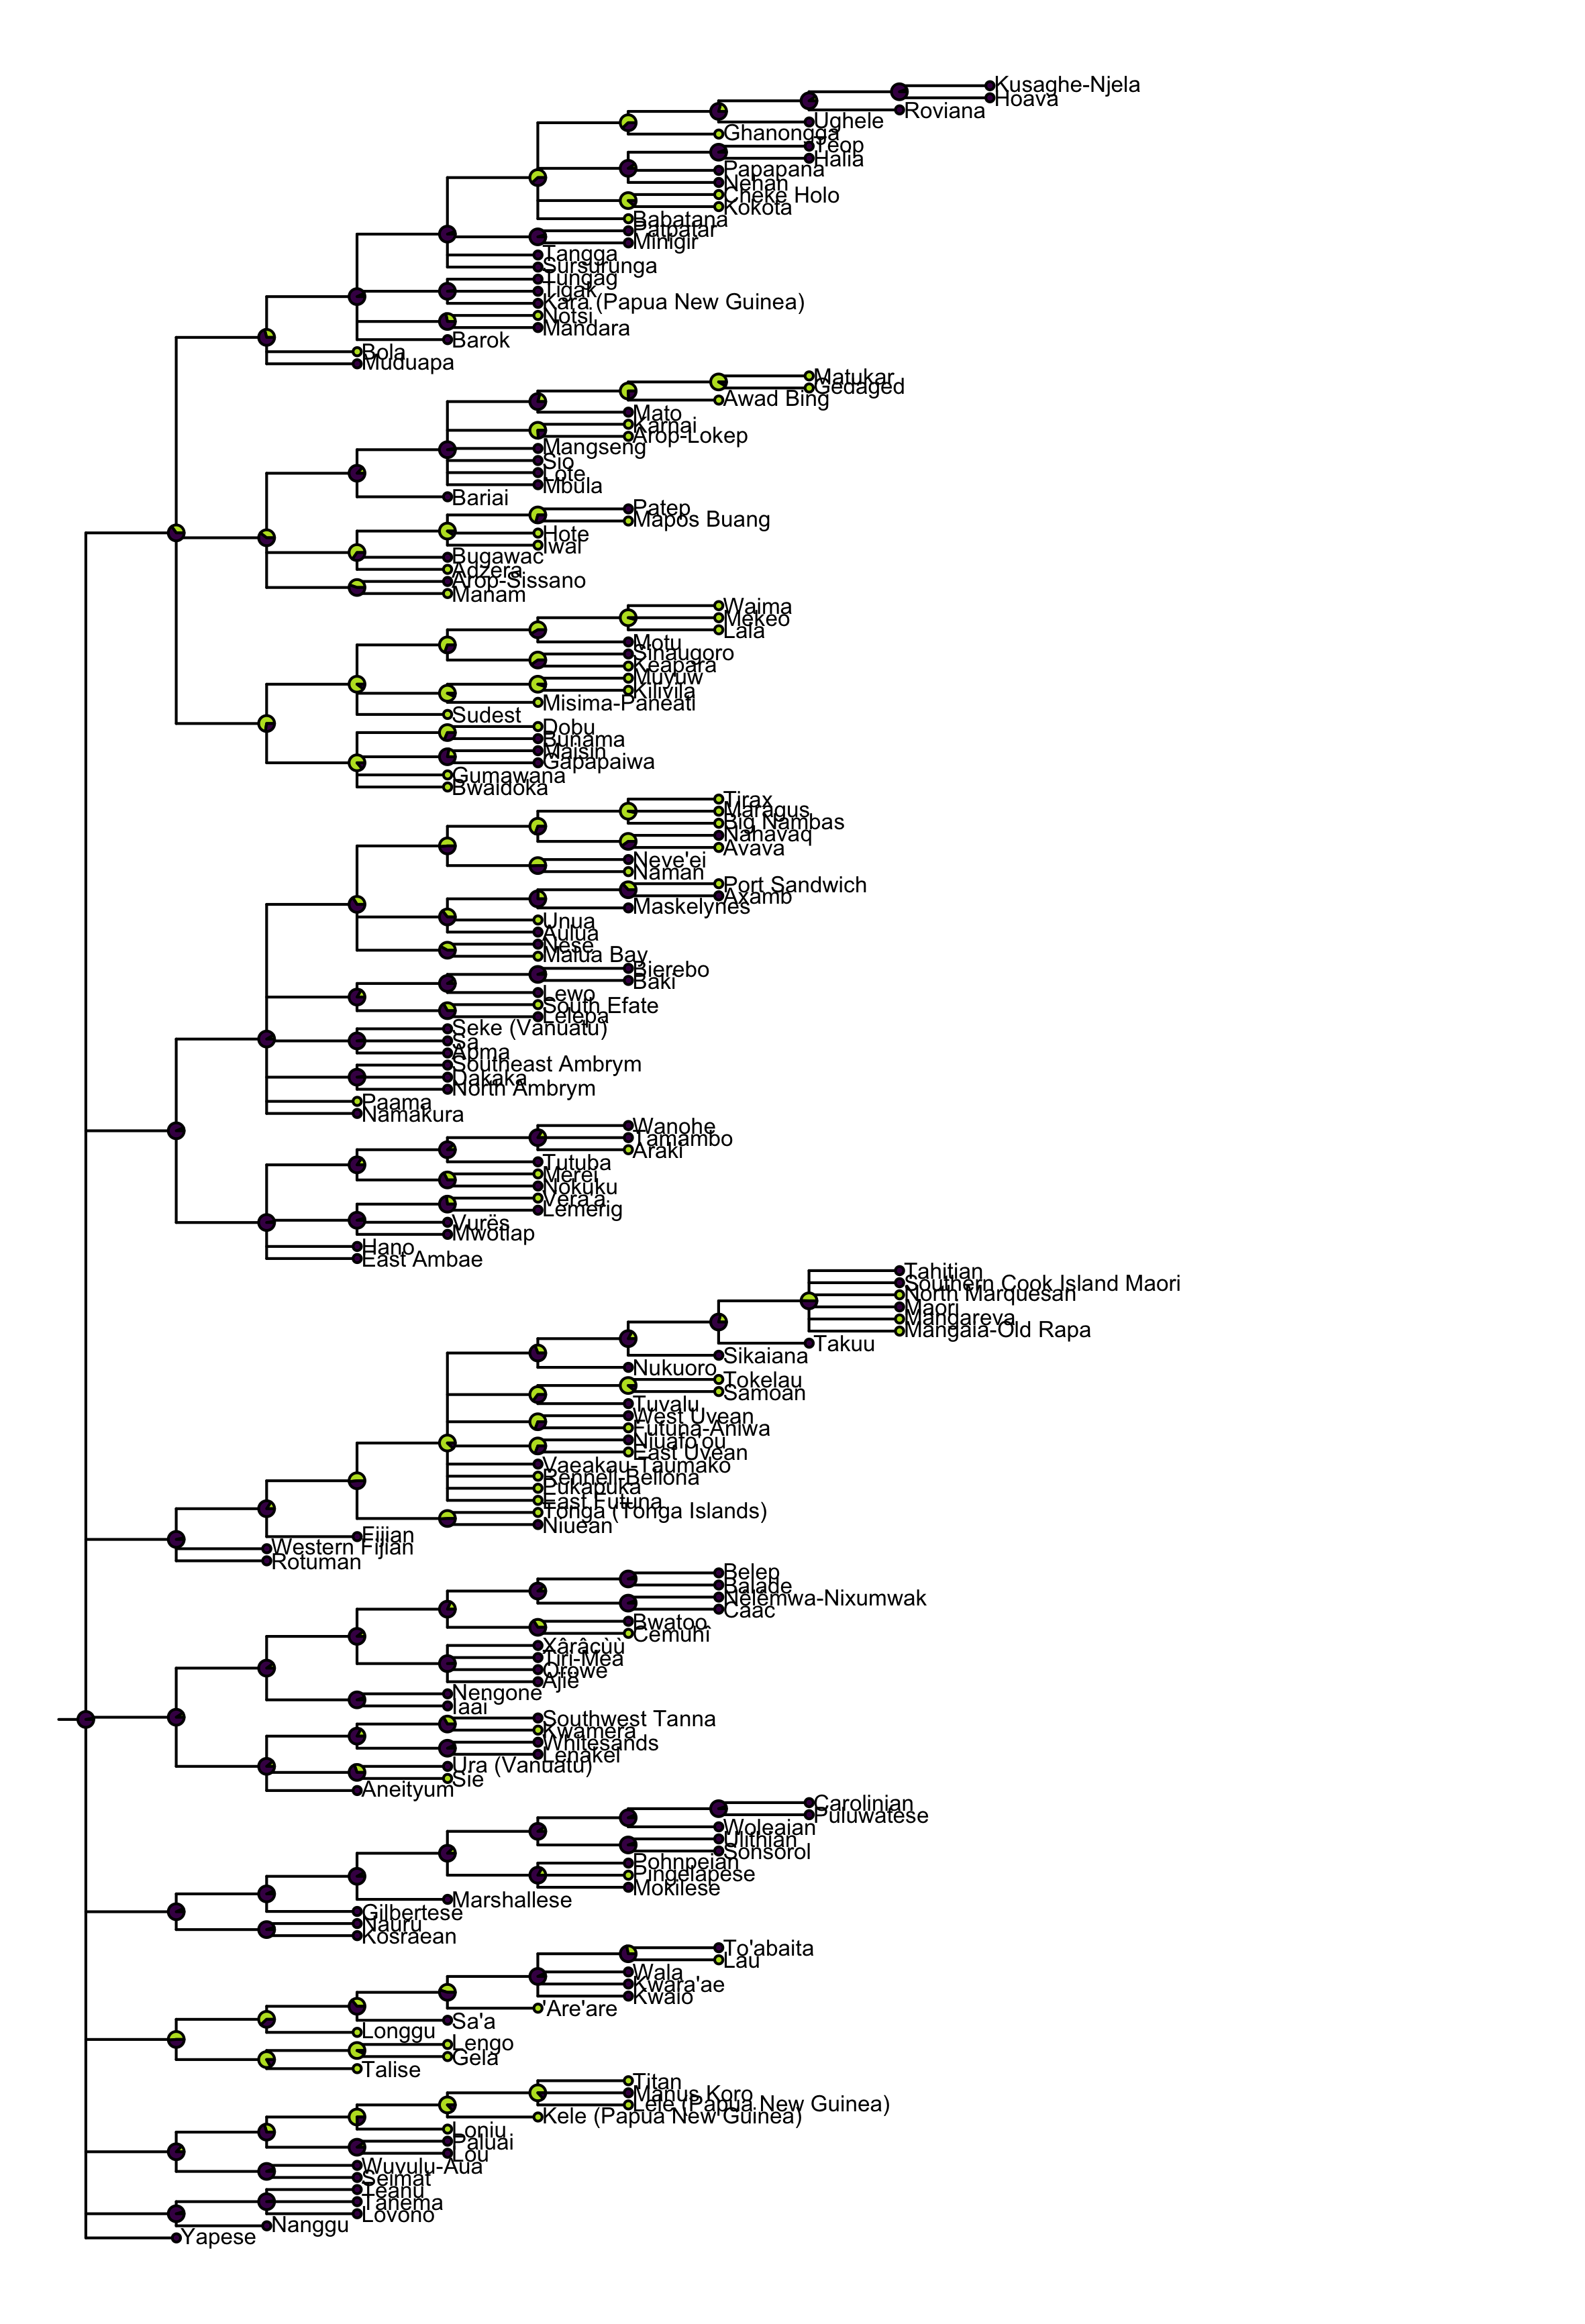 Kusaghe-Njela
Hoava
Roviana
Ughele
Ghanongga
Teop
Halia
Papapana
Nehan
Cheke Holo
Kokota
Babatana
Patpatar
Minigir
Tangga
Sursurunga
Tungag
Tigak
Kara (Papua New Guinea)
Notsi
Mandara
Barok
Bola
Muduapa
Matukar
Gedaged
Awad Bing
Mato
Karnai
Arop-Lokep
Mangseng
Sio
Lote
Mbula
Bariai
Patep
Mapos Buang
Hote
Iwal
Bugawac
Adzera
Arop-Sissano
Manam
Waima
Mekeo
Lala
Motu
Sinaugoro
Keapara
Muyuw
Kilivila
Misima-Paneati
Sudest
Dobu
Bunama
Maisin
Gapapaiwa
Gumawana
Bwaidoka
Tirax
Maragus
Big Nambas
Nahavaq
Avava
Neve'ei
Naman
Port Sandwich
Axamb
Maskelynes
Unua
Aulua
Nese
Malua Bay
Bierebo
Baki
Lewo
South Efate
Lelepa
Seke (Vanuatu)
Sa
Apma
Southeast Ambrym
Dakaka
North Ambrym
Paama
Namakura
Wanohe
Tamambo
Araki
Tutuba
Merei
Nokuku
Vera'a
Lemerig
Vurës
Mwotlap
Hano
East Ambae
Tahitian
Southern Cook Island Maori
North Marquesan
Maori
Mangareva
Mangaia-Old Rapa
Takuu
Sikaiana
Nukuoro
Tokelau
Samoan
Tuvalu
West Uvean
Futuna-Aniwa
Niuafo'ou
East Uvean
Vaeakau-Taumako
Rennell-Bellona
Pukapuka
East Futuna
Tonga (Tonga Islands)
Niuean
Fijian
Western Fijian
Rotuman
Belep
Balade
Nêlêmwa-Nixumwak
Caac
Bwatoo
Cemuhî
Xârâcùù
Tiri-Mea
Orowe
Ajië
Nengone
Iaai
Southwest Tanna
Kwamera
Whitesands
Lenakel
Ura (Vanuatu)
Sie
Aneityum
Carolinian
Puluwatese
Woleaian
Ulithian
Sonsorol
Pohnpeian
Pingelapese
Mokilese
Marshallese
Gilbertese
Nauru
Kosraean
To'abaita
Lau
Wala
Kwara'ae
Kwaio
'Are'are
Sa'a
Longgu
Lengo
Gela
Talise
Titan
Manus Koro
Lele (Papua New Guinea)
Kele (Papua New Guinea)
Loniu
Paluai
Lou
Wuvulu-Aua
Seimat
Teanu
Tanema
Lovono
Nanggu
Yapese